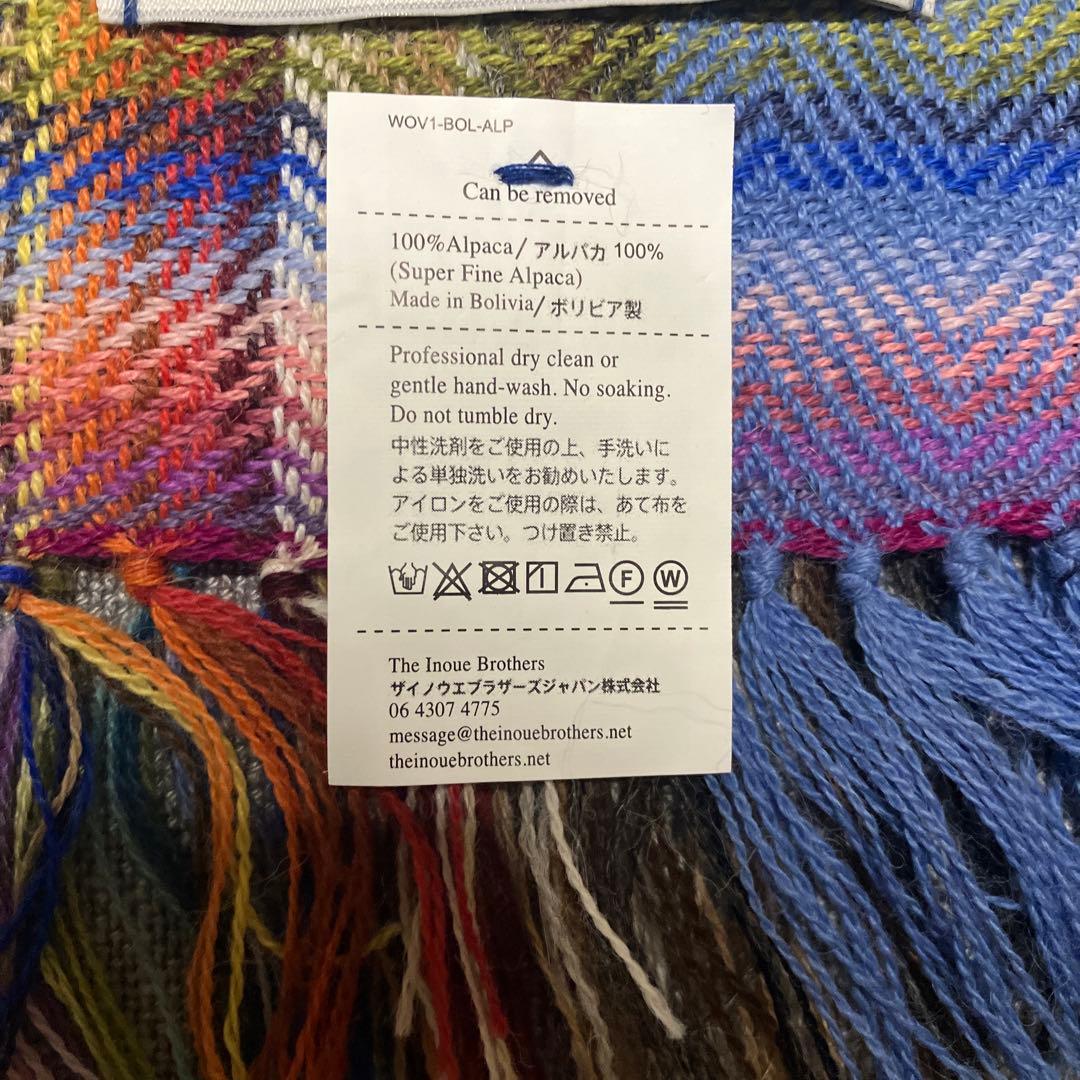 WOV1-BOL-ALP
Can be removed
100%Alpaca/アルパカ 100%
(Super Fine Alpaca)
Made in Bolivia/ボリビア製
Professional dry clean or
gentle hand-wash. No soaking.
Do not tumble dry.
中性洗剤をご使用の上、手洗いに
よる単独洗いをお勧めいたします。
アイロンをご使用の際は、あて布を
ご使用下さい。つけ置き禁止。
F W
The Inoue Brothers
ザイノウエブラザーズジャパン株式会社
06 4307 4775
message@theinouebrothers.net
theinouebrothers.net